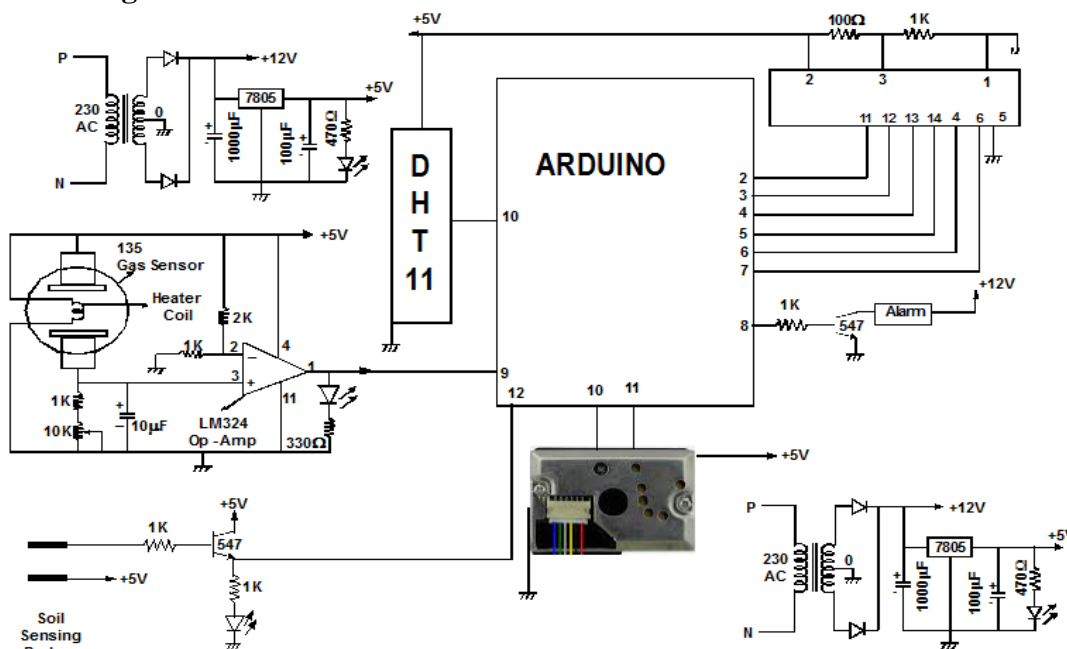 +5V
100Ω
1K
P
+12V
2
3
1
230
AC
0
7805
+5V
1000µF
100µF
470Ω
+
-
+
-
N
11
12
13
14
4
6
5
D
H
T
11
ARDUINO
10
2
3
4
5
6
7
+5V
135
Gas Sensor
Heater
Coil
2K
1K
2
4
−
3
+
1
11
1K
10K
+
−
10µF
LM324
Op -Amp
330Ω
9
12
10
11
8
1K
547
Alarm
+12V
+5V
1K
+5V
547
+5V
1K
Soil
Sensing
P
+12V
230
AC
0
7805
+5V
1000µF
100µF
470Ω
+
-
+
-
N